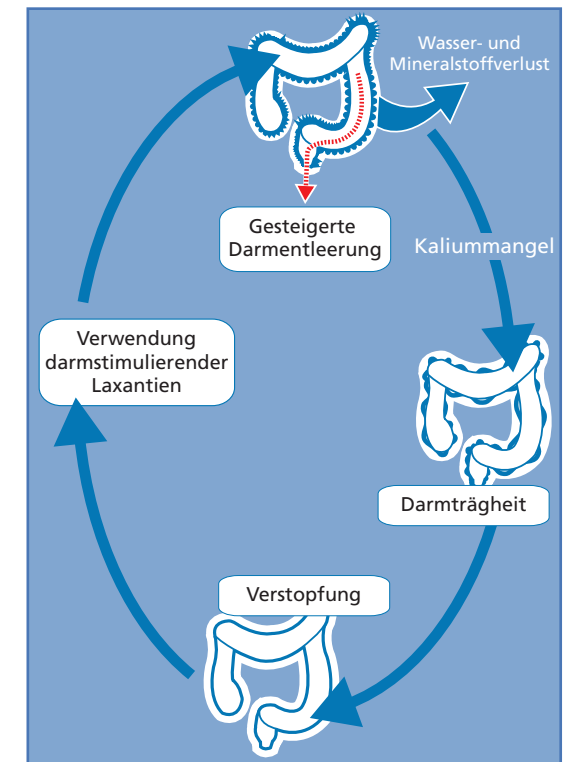 Wasser- und
Mineralstoffverlust
Gesteigerte
Darmentleerung
Kaliummangel
Verwendung
darmstimulierender
Laxantien
Darmträgheit
Verstopfung